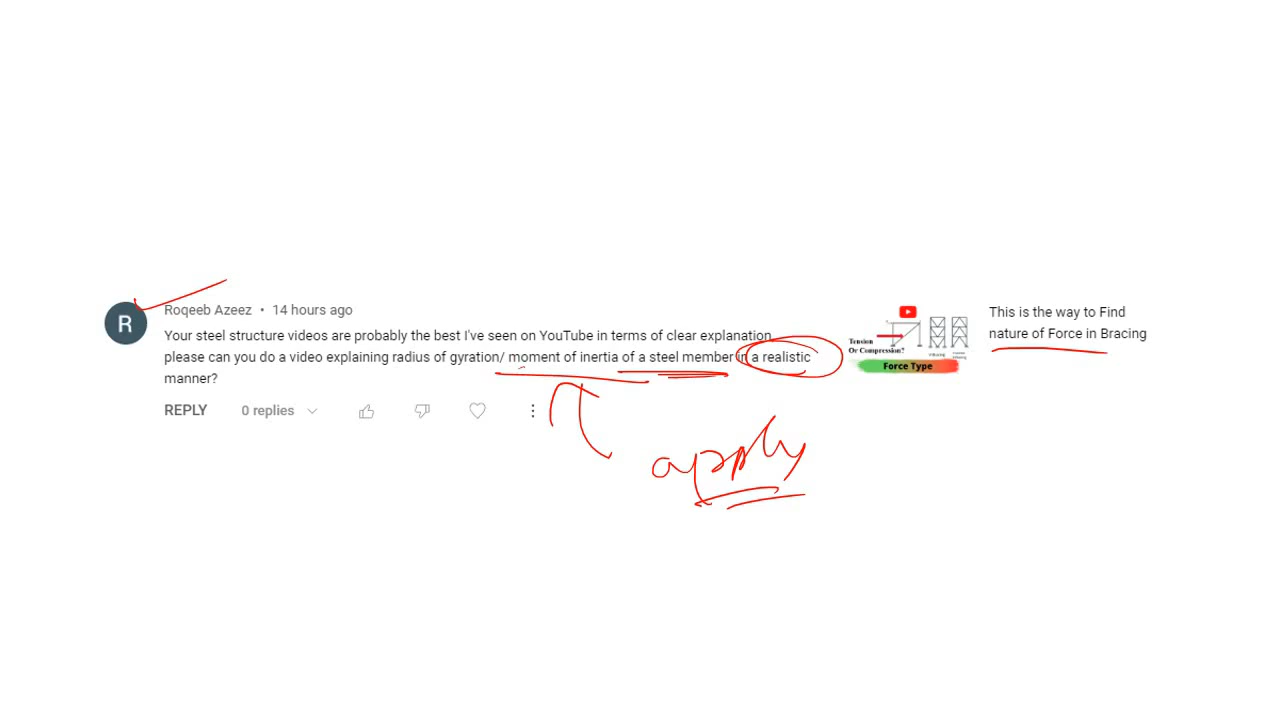 R
Roqeeb Azeez • 14 hours ago
Your steel structure videos are probably the best I've seen on YouTube in terms of clear explanation
please can you do a video explaining radius of gyration/ moment of inertia of a steel member in a realistic
manner?
REPLY 0 replies
Tension
Or Compression?
Force Type
This is the way to Find
nature of Force in Bracing
apply